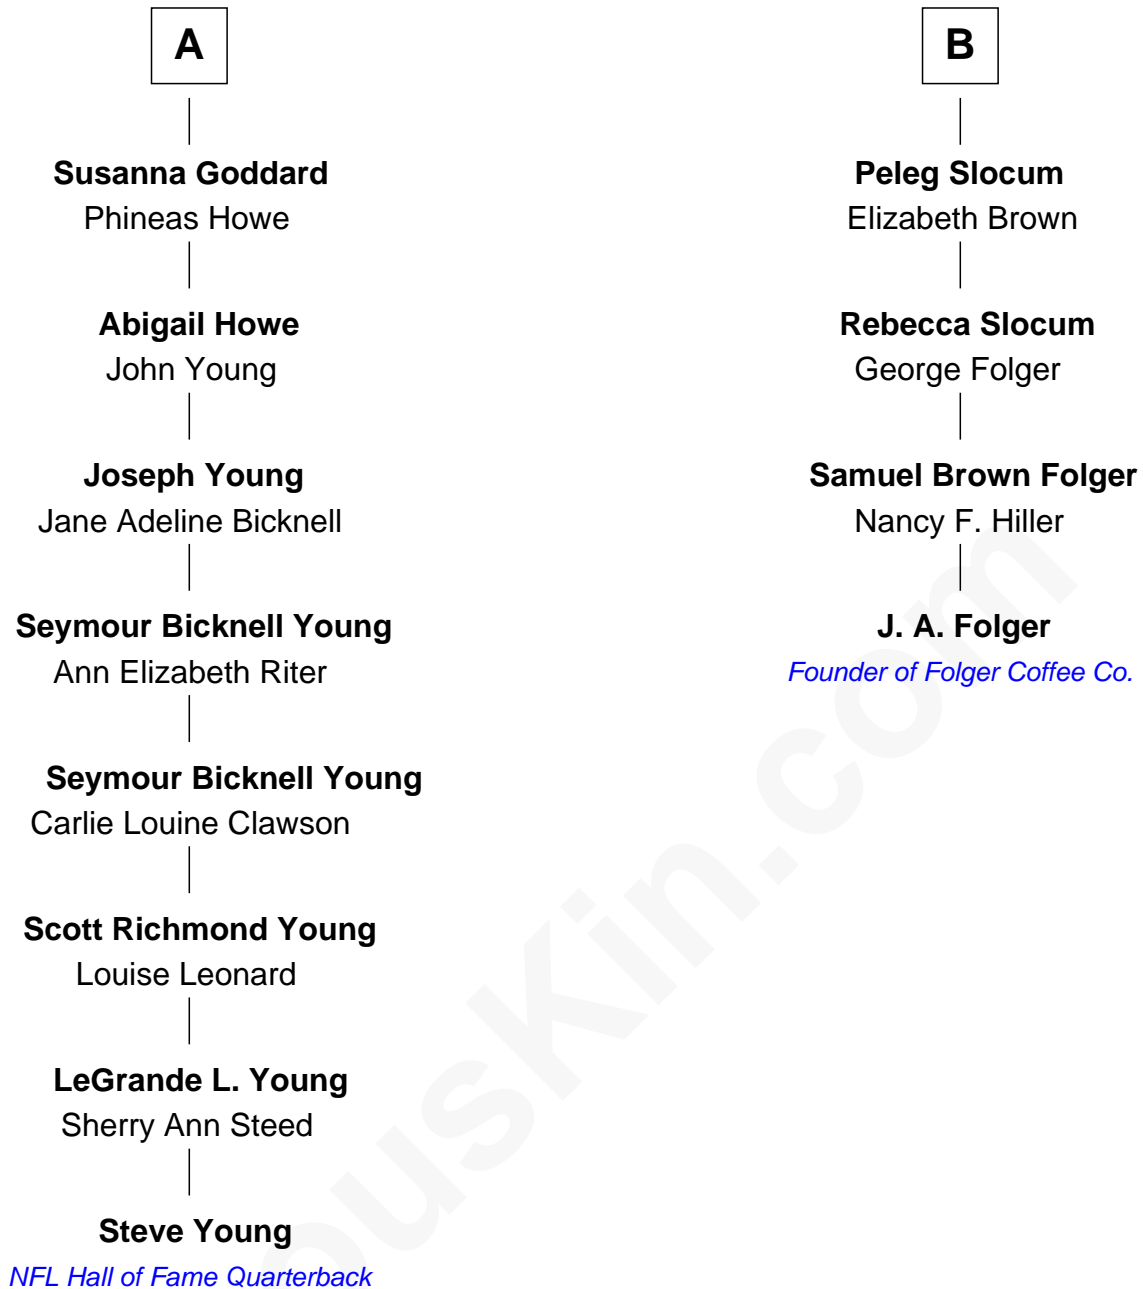 A
Susanna Goddard
Phineas Howe
Abigail Howe
John Young
Joseph Young
Jane Adeline Bicknell
Seymour Bicknell Young
Ann Elizabeth Riter
Seymour Bicknell Young
Carlie Louine Clawson
Scott Richmond Young
Louise Leonard
LeGrande L. Young
Sherry Ann Steed
Steve Young
NFL Hall of Fame Quarterback
B
Peleg Slocum
Elizabeth Brown
Rebecca Slocum
George Folger
Samuel Brown Folger
Nancy F. Hiller
J. A. Folger
Founder of Folger Coffee Co.
ousKin.com